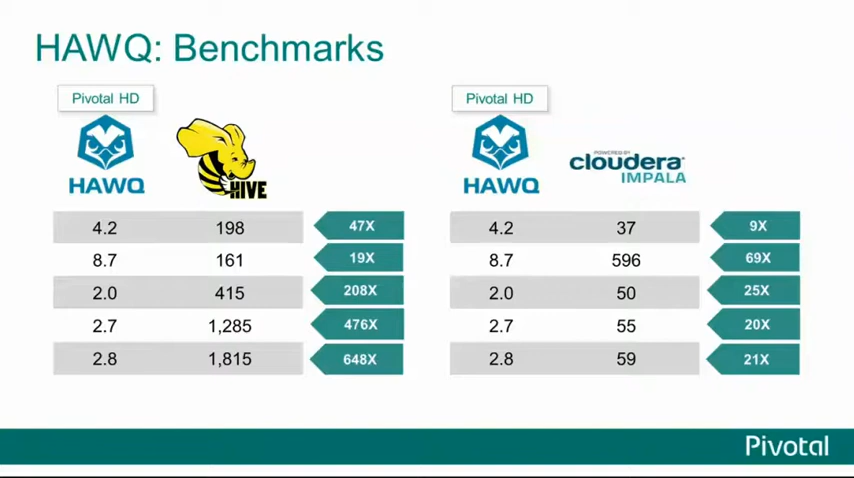 HAWQ: Benchmarks
Pivotal HD
HAWQ
HIVE
4.2 198 47X
8.7 161 19X
2.0 415 208X
2.7 1,285 476X
2.8 1,815 648X
Pivotal HD
HAWQ
POWERED BY
cloudera
IMPALA
4.2 37 9X
8.7 596 69X
2.0 50 25X
2.7 55 20X
2.8 59 21X
Pivotal